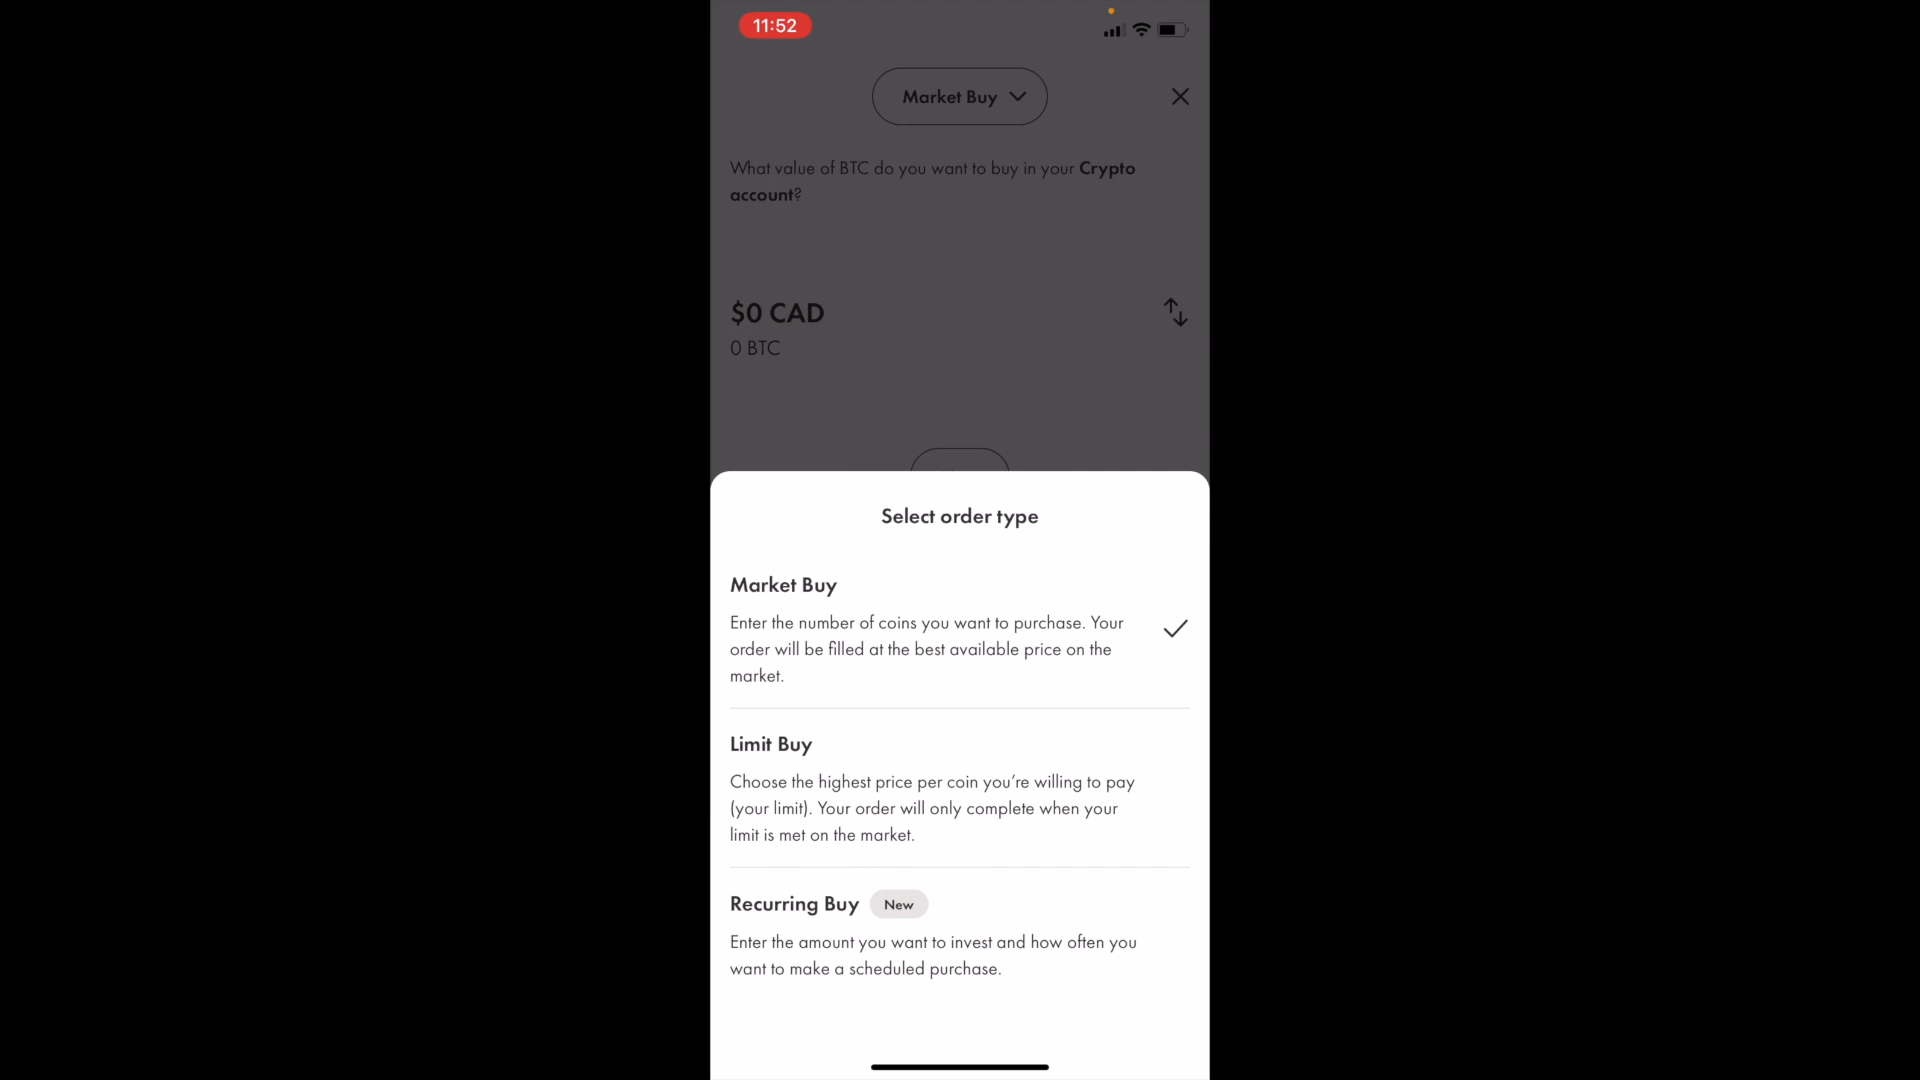 11:52
Market Buy
What value of BTC do you want to buy in your Crypto
account?
$0 CAD
0 BTC
Select order type
Market Buy
Enter the number of coins you want to purchase. Your
order will be filled at the best available price on the
market.
Limit Buy
Choose the highest price per coin you’re willing to pay
(your limit). Your order will only complete when your
limit is met on the market.
Recurring Buy New
Enter the amount you want to invest and how often you
want to make a scheduled purchase.